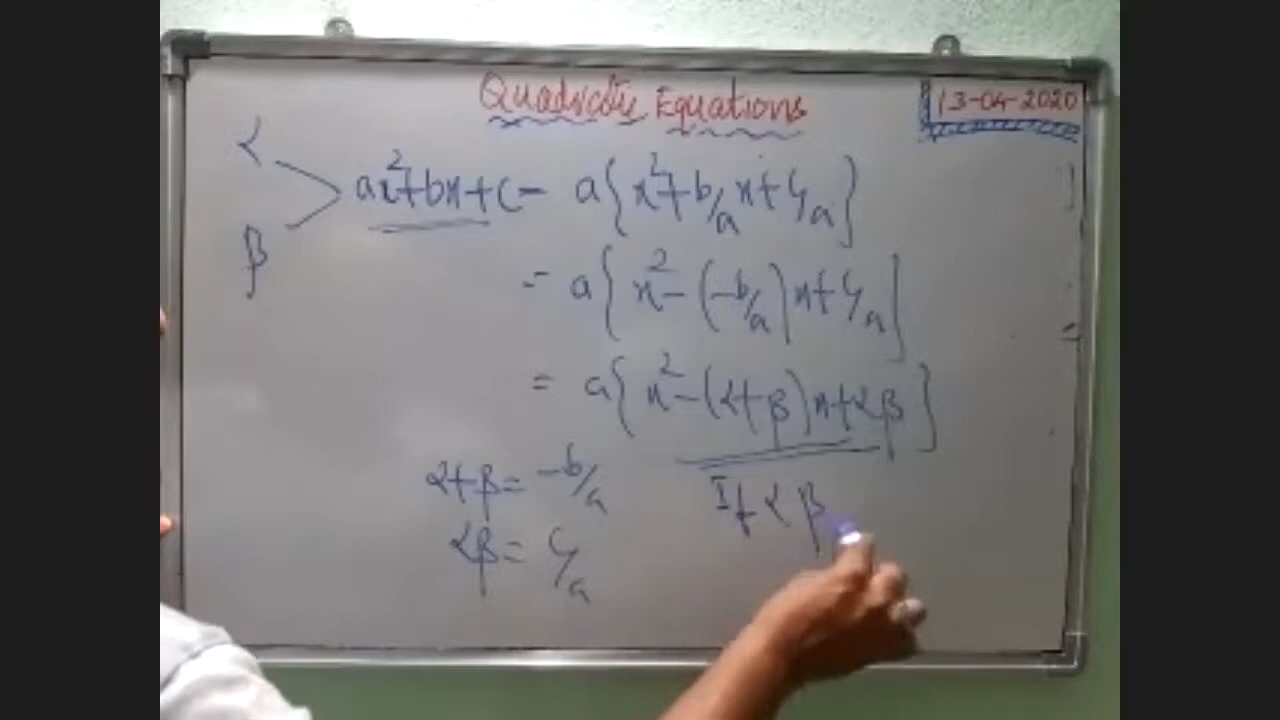 Quadratic Equations
13-04-2020
α
β
ax²+bx+c = a{x²+b/a x+c/a}
= a{x²-(-b/a)x+c/a}
= a{x²-(α+β)x+αβ}
α+β = -b/a
αβ = c/a
If α β